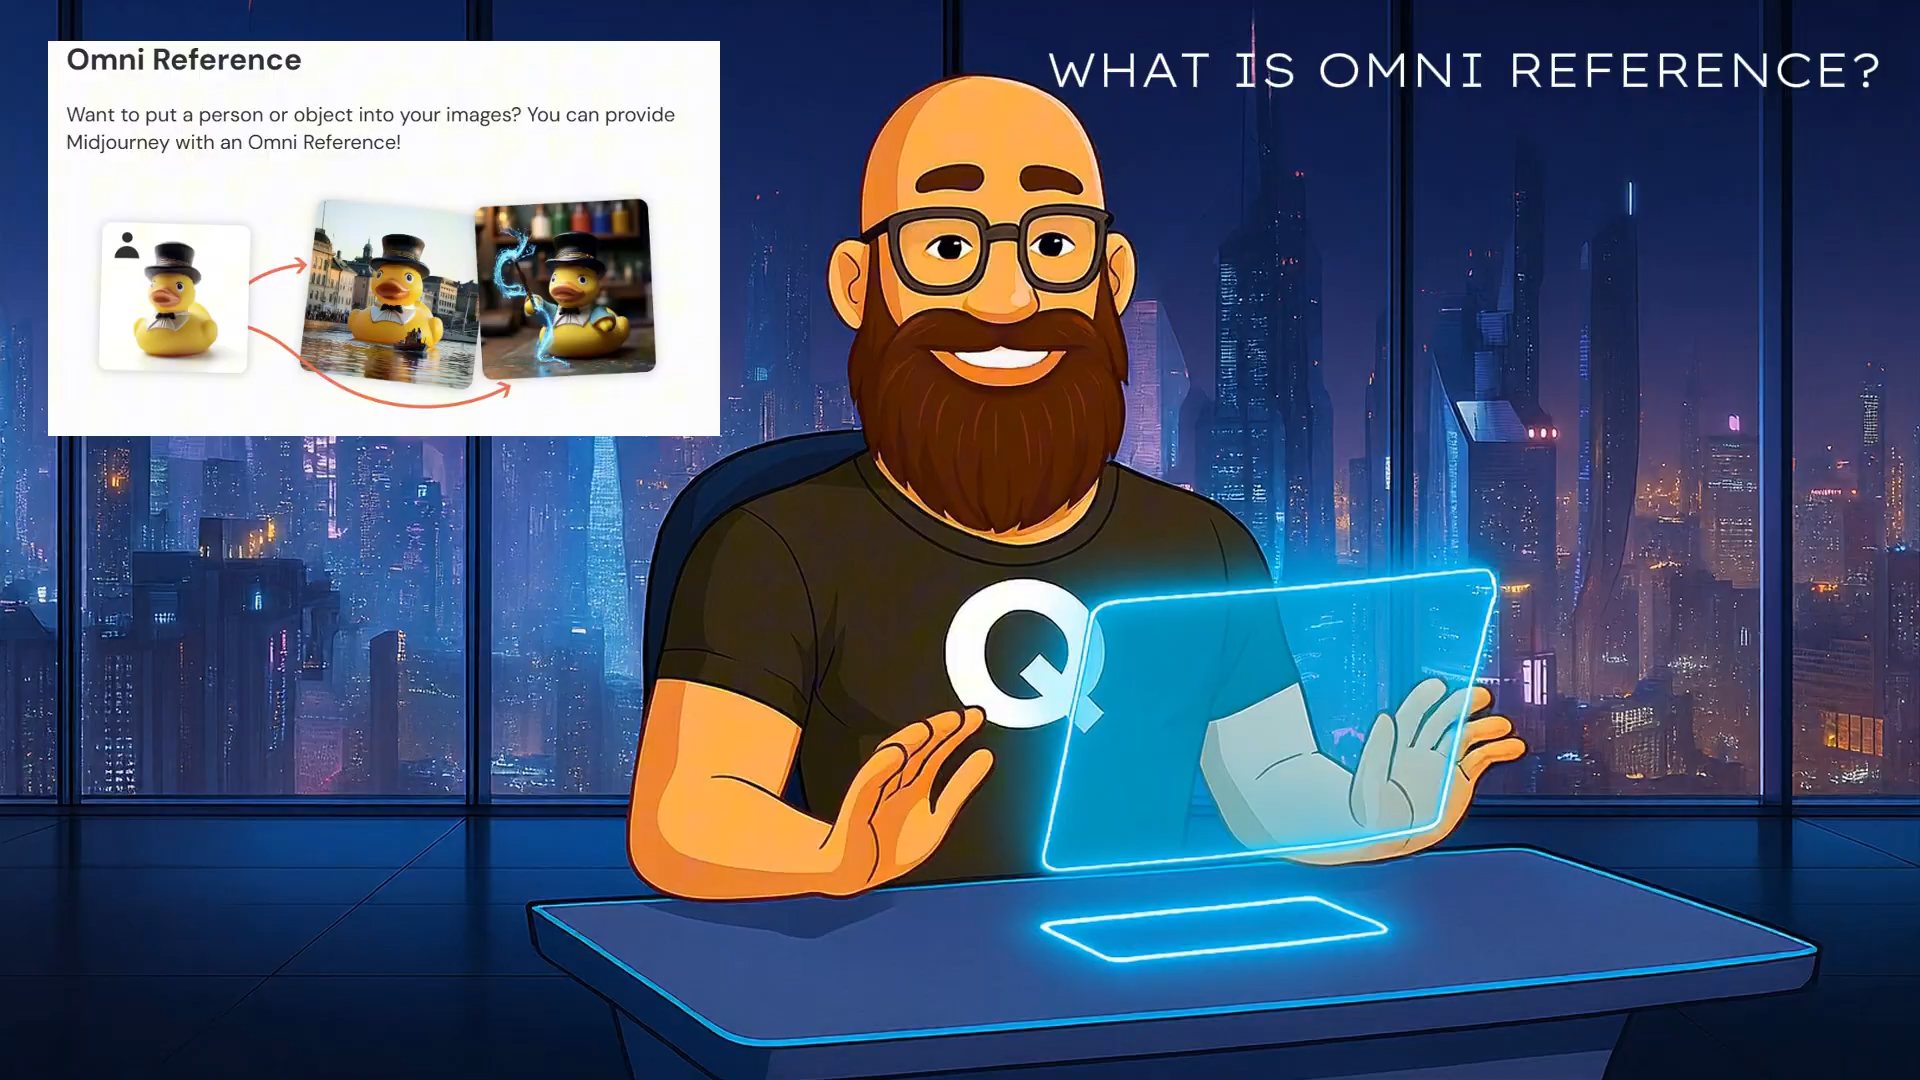 Omni Reference
Want to put a person or object into your images? You can provide
Midjourney with an Omni Reference!
WHAT IS OMNI REFERENCE?
Q